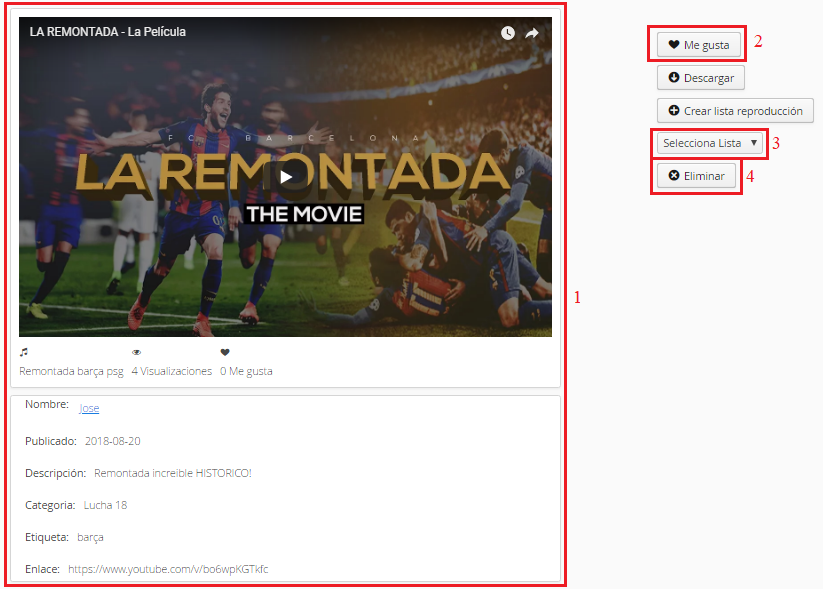 LA REMONTADA - La Película
FC BARCELONA
LA REMONTADA
THE MOVIE
Remontada barça psg 4 Visualizaciones 0 Me gusta
Nombre: Jose
Publicado: 2018-08-20
Descripción: Remontada increible HISTORICO!
Categoria: Lucha 18
Etiqueta: barça
Enlace: https://www.youtube.com/v/bo6wpKGTkfc
1
Me gusta 2
Descargar
Crear lista reproducción
Selecciona Lista 3
Eliminar 4